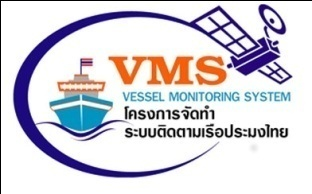 VMS
VESSEL MONITORING SYSTEM
โครงการจัดทำ
ระบบติดตามเรือประมงไทย